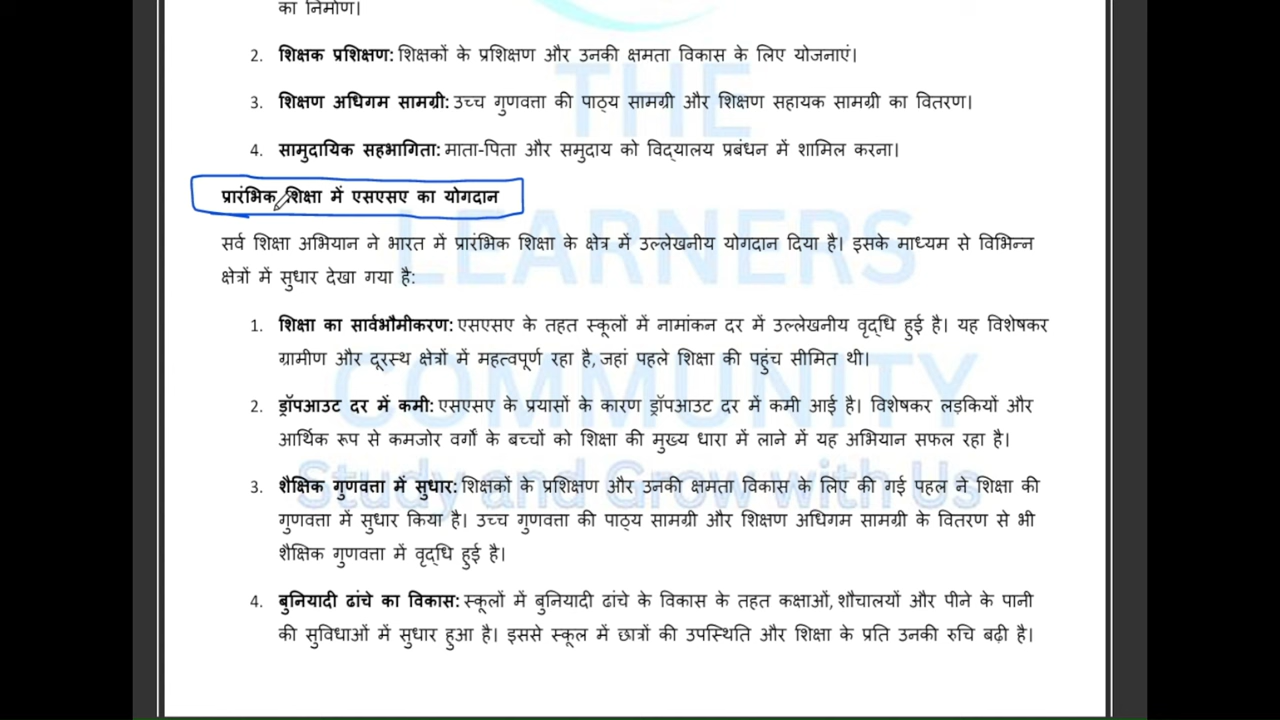 का निर्माण।
2. शिक्षक प्रशिक्षण: शिक्षकों के प्रशिक्षण और उनकी क्षमता विकास के लिए योजनाएं।
3. शिक्षण अधिगम सामग्री: उच्च गुणवत्ता की पाठ्य सामग्री और शिक्षण सहायक सामग्री का वितरण।
4. सामुदायिक सहभागिता: माता-पिता और समुदाय को विद्यालय प्रबंधन में शामिल करना।
प्रारंभिक शिक्षा में एसएसए का योगदान
सर्व शिक्षा अभियान ने भारत में प्रारंभिक शिक्षा के क्षेत्र में उल्लेखनीय योगदान दिया है। इसके माध्यम से विभिन्न
क्षेत्रों में सुधार देखा गया है:
1. शिक्षा का सार्वभौमीकरण: एसएसए के तहत स्कूलों में नामांकन दर में उल्लेखनीय वृद्धि हुई है। यह विशेषकर
ग्रामीण और दूरस्थ क्षेत्रों में महत्वपूर्ण रहा है, जहां पहले शिक्षा की पहुंच सीमित थी।
2. ड्रॉपआउट दर में कमी: एसएसए के प्रयासों के कारण ड्रॉपआउट दर में कमी आई है। विशेषकर लड़कियों और
आर्थिक रूप से कमजोर वर्गों के बच्चों को शिक्षा की मुख्य धारा में लाने में यह अभियान सफल रहा है।
3. शैक्षिक गुणवत्ता में सुधार: शिक्षकों के प्रशिक्षण और उनकी क्षमता विकास के लिए की गई पहल ने शिक्षा की
गुणवत्ता में सुधार किया है। उच्च गुणवत्ता की पाठ्य सामग्री और शिक्षण अधिगम सामग्री के वितरण से भी
शैक्षिक गुणवत्ता में वृद्धि हुई है।
4. बुनियादी ढांचे का विकास: स्कूलों में बुनियादी ढांचे के विकास के तहत कक्षाओं, शौचालयों और पीने के पानी
की सुविधाओं में सुधार हुआ है। इससे स्कूल में छात्रों की उपस्थिति और शिक्षा के प्रति उनकी रुचि बढ़ी है।
THE
LEARNERS
COMMUNITY
Study and Grow with Us